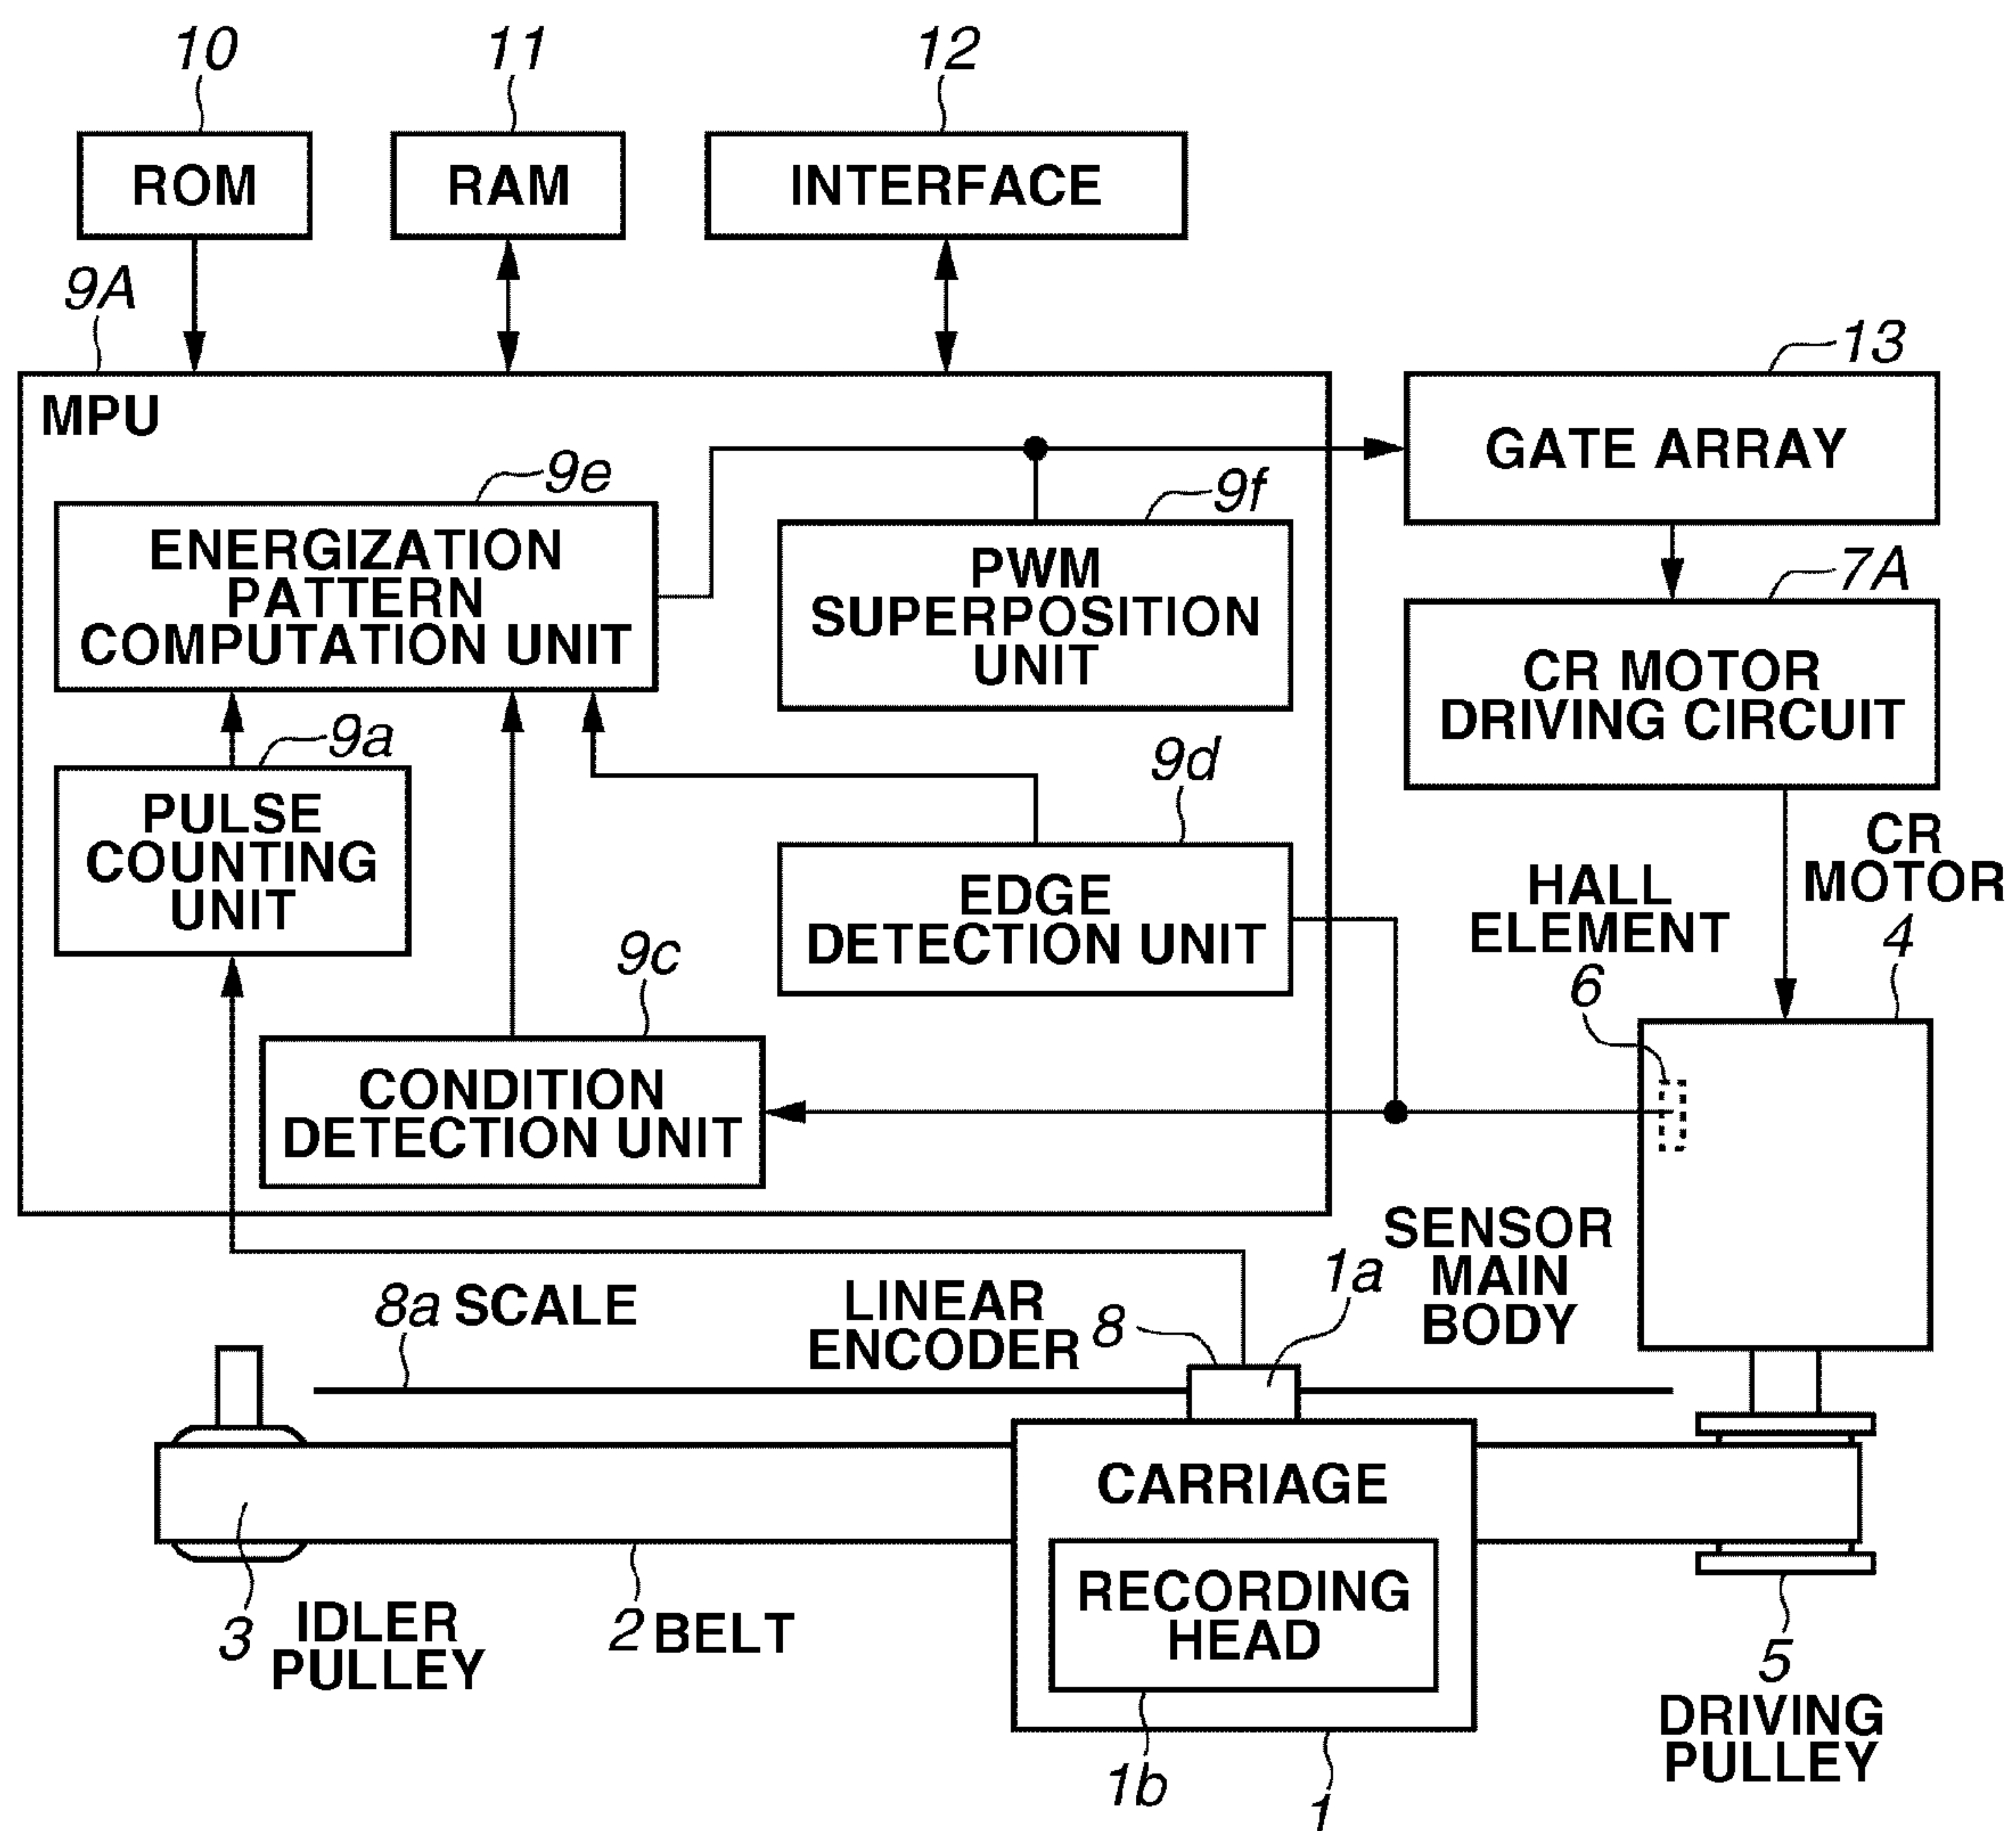 10
11
12
ROM
RAM
INTERFACE
9A
13
MPU
GATE ARRAY
9e
9f
ENERGIZATION
PATTERN
COMPUTATION UNIT
PWM
SUPERPOSITION
UNIT
7A
CR MOTOR
DRIVING CIRCUIT
9a
9d
PULSE
COUNTING
UNIT
EDGE
DETECTION UNIT
CR
MOTOR
4
HALL
ELEMENT
6
9c
CONDITION
DETECTION UNIT
SENSOR
MAIN
BODY
1a
8a SCALE
LINEAR
ENCODER 8
CARRIAGE
RECORDING
HEAD
3 IDLER
PULLEY
2 BELT
5
DRIVING
PULLEY
1b
1